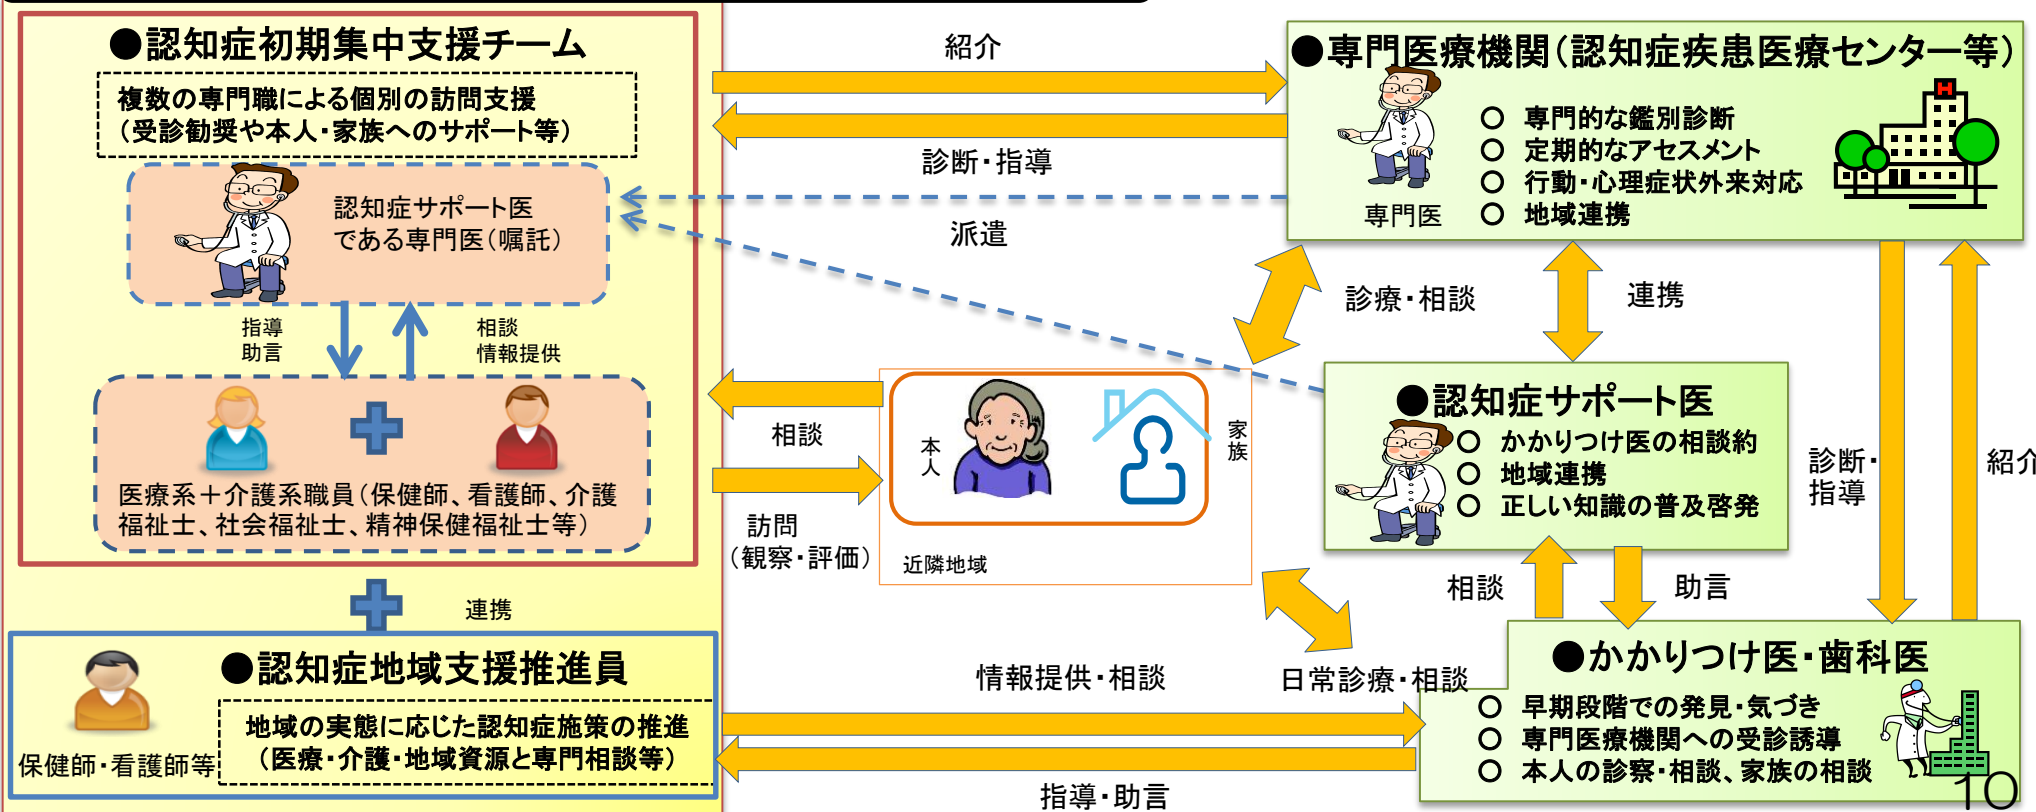 ●認知症初期集中支援チーム
複数の専門職による個別の訪問支援
（受診勧奨や本人・家族へのサポート等）
認知症サポート医
である専門医（嘱託）
指導
助言
相談
情報提供
医療系＋介護系職員（保健師、看護師、介護
福祉士、社会福祉士、精神保健福祉士等）
連携
●認知症地域支援推進員
地域の実態に応じた認知症施策の推進
（医療・介護・地域資源と専門相談等）
保健師・看護師等
紹介
診断・指導
派遣
相談
訪問
（観察・評価）
本人
家族
近隣地域
診療・相談
連携
情報提供・相談
日常診療・相談
指導・助言
●専門医療機関（認知症疾患医療センター等）
H
○ 専門的な鑑別診断
○ 定期的なアセスメント
○ 行動・心理症状外来対応
○ 地域連携
専門医
●認知症サポート医
○ かかりつけ医の相談約
○ 地域連携
○ 正しい知識の普及啓発
診断・
指導
紹介
相談
助言
●かかりつけ医・歯科医
○ 早期段階での発見・気づき
○ 専門医療機関への受診誘導
○ 本人の診察・相談、家族の相談
10